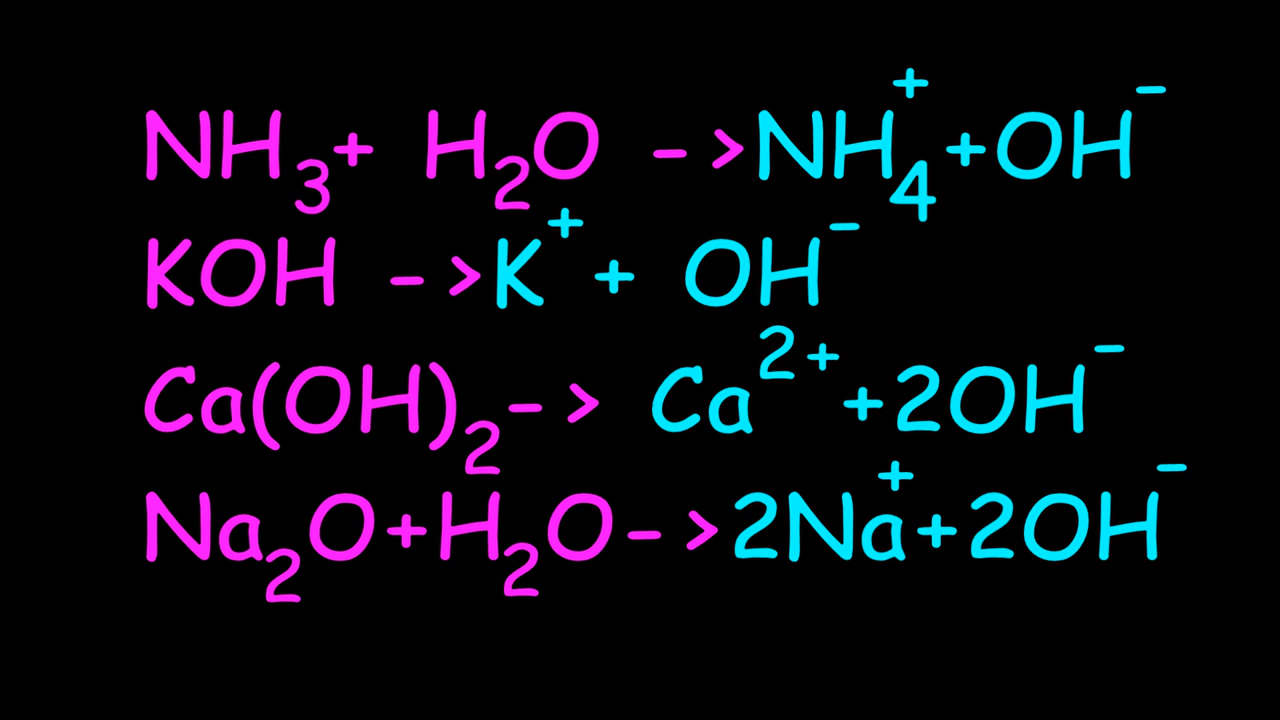 NH₃+ H₂O ->NH₄⁺+OH⁻
KOH ->K⁺+ OH⁻
Ca(OH)₂-> Ca²⁺+2OH⁻
Na₂O+H₂O->2Na⁺+2OH⁻